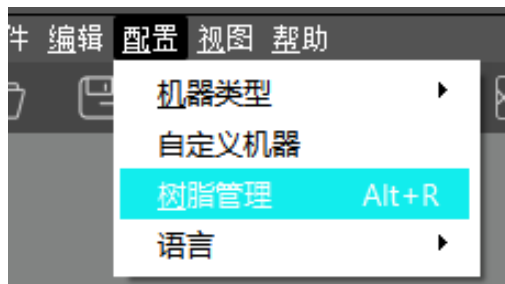 件 编辑 配置 视图 帮助
机器类型
自定义机器
树脂管理 Alt+R
语言